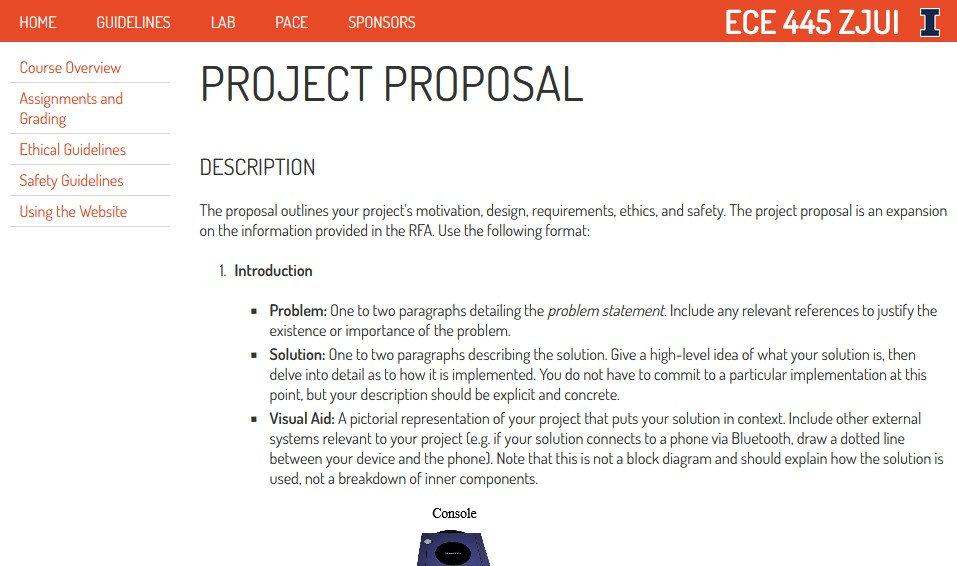 HOME GUIDELINES LAB PACE SPONSORS ECE 445 ZJUI
Course Overview
Assignments and
Grading
Ethical Guidelines
Safety Guidelines
Using the Website
PROJECT PROPOSAL
DESCRIPTION
The proposal outlines your project's motivation, design, requirements, ethics, and safety. The project proposal is an expansion
on the information provided in the RFA. Use the following format:
1. Introduction
▪ Problem: One to two paragraphs detailing the problem statement. Include any relevant references to justify the
existence or importance of the problem.
▪ Solution: One to two paragraphs describing the solution. Give a high-level idea of what your solution is, then
delve into detail as to how it is implemented. You do not have to commit to a particular implementation at this
point, but your description should be explicit and concrete.
▪ Visual Aid: A pictorial representation of your project that puts your solution in context. Include other external
systems relevant to your project (e.g. if your solution connects to a phone via Bluetooth, draw a dotted line
between your device and the phone). Note that this is not a block diagram and should explain how the solution is
used, not a breakdown of inner components.
Console